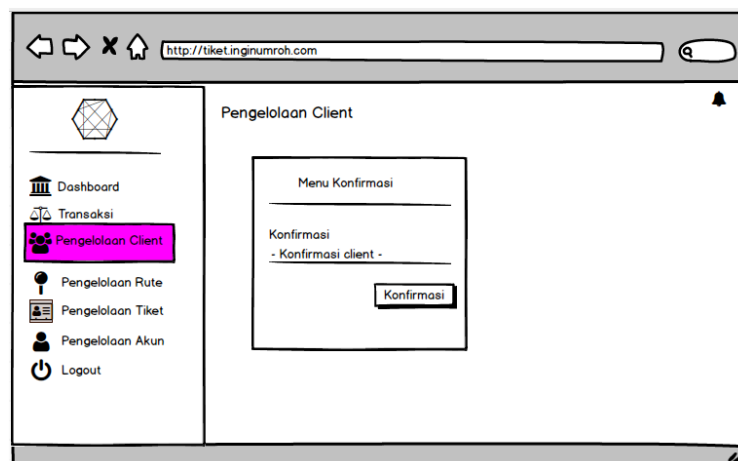 http://tiket.inginumroh.com
Pengelolaan Client
Dashboard
Transaksi
Pengelolaan Client
Pengelolaan Rute
Pengelolaan Tiket
Pengelolaan Akun
Logout
Menu Konfirmasi
Konfirmasi
- Konfirmasi client -
Konfirmasi